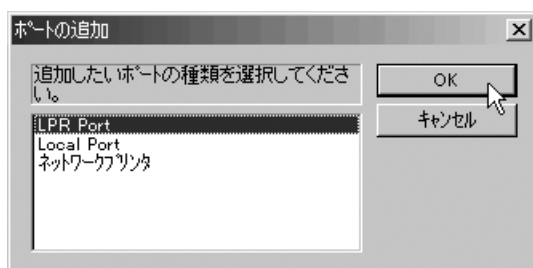 ポートの追加
追加したいポートの種類を選択してくださ
い。
OK
キャンセル
LPR Port
Local Port
ネットワークプリンタ